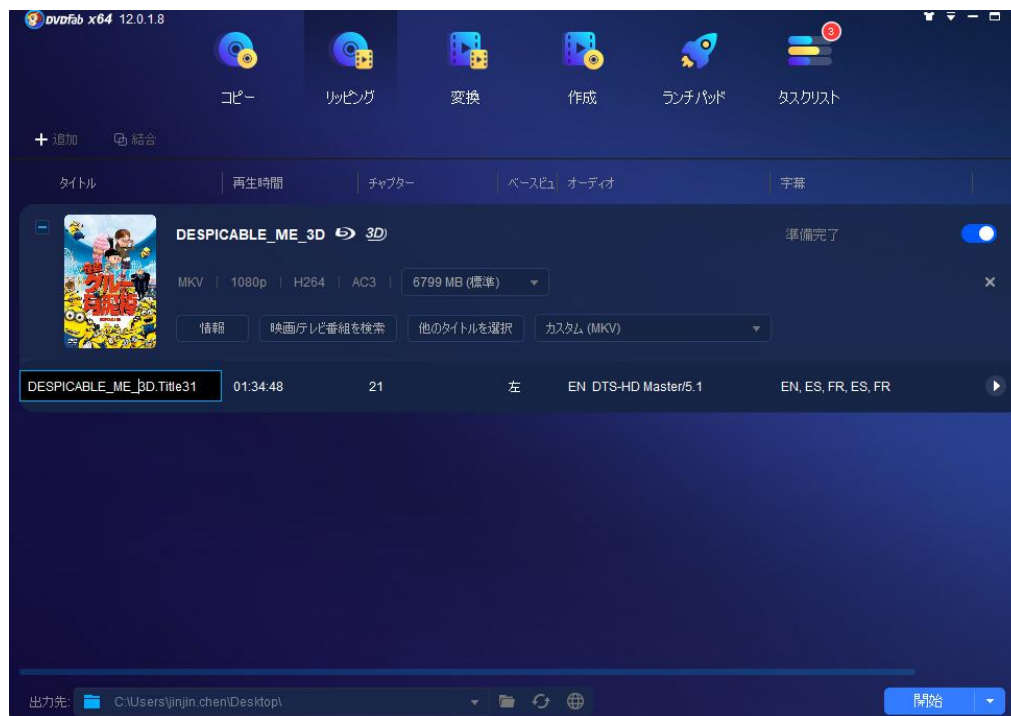 DVDFab x64 12.0.1.8
3
コピー
リッピング
変換
作成
ランチパッド
タスクリスト
追加
結合
タイトル
再生時間
チャプター
ベースビュ
オーディオ
字幕
DESPICABLE_ME_3D 3D
準備完了
MKV | 1080p | H264 | AC3 | 6799 MB (標準)
情報
映画/テレビ番組を検索
他のタイトルを選択
カスタム (MKV)
DESPICABLE_ME_3D.Title31
01:34:48
21
左
EN DTS-HD Master/5.1
EN, ES, FR, ES, FR
出力先:
C:\Users\jinjin.chen\Desktop\
開始